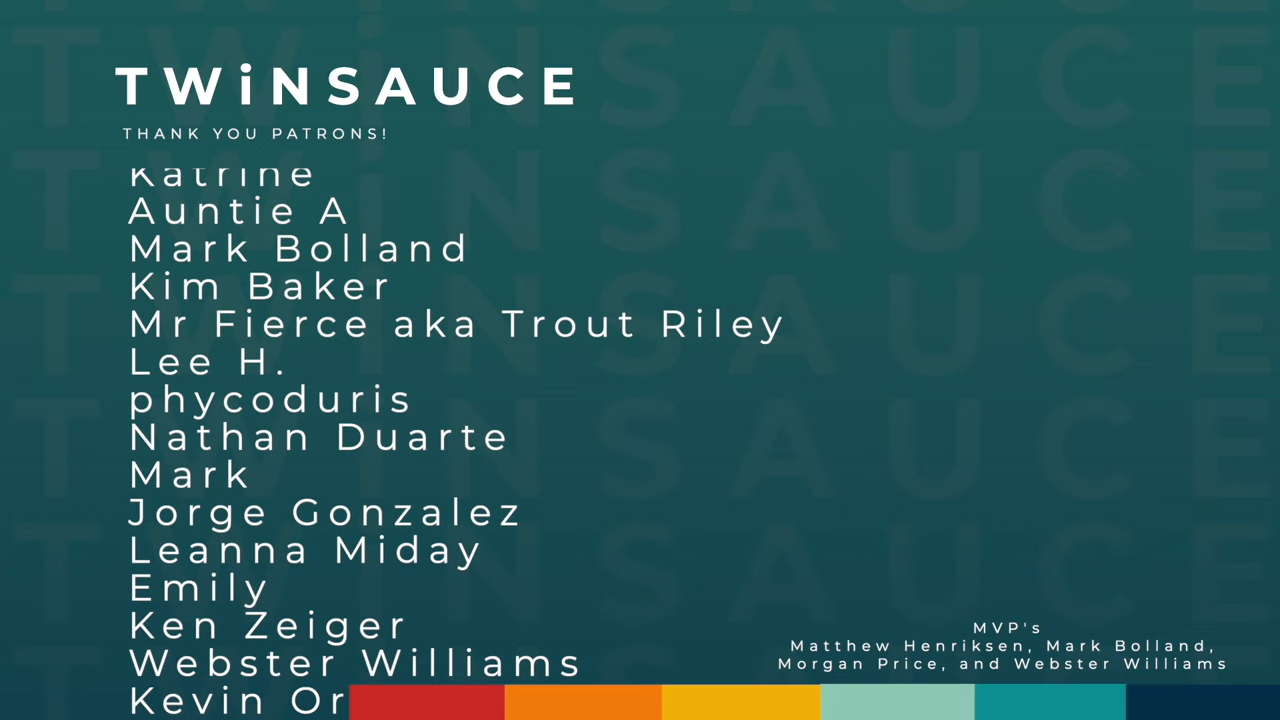 TWiNSAUCE
THANK YOU PATRONS!
Katrine
Auntie A
Mark Bolland
Kim Baker
Mr Fierce aka Trout Riley
Lee H.
phycoduris
Nathan Duarte
Mark
Jorge Gonzalez
Leanna Miday
Emily
Ken Zeiger
Webster Williams
Kevin Or
MVP's
Matthew Henriksen, Mark Bolland,
Morgan Price, and Webster Williams